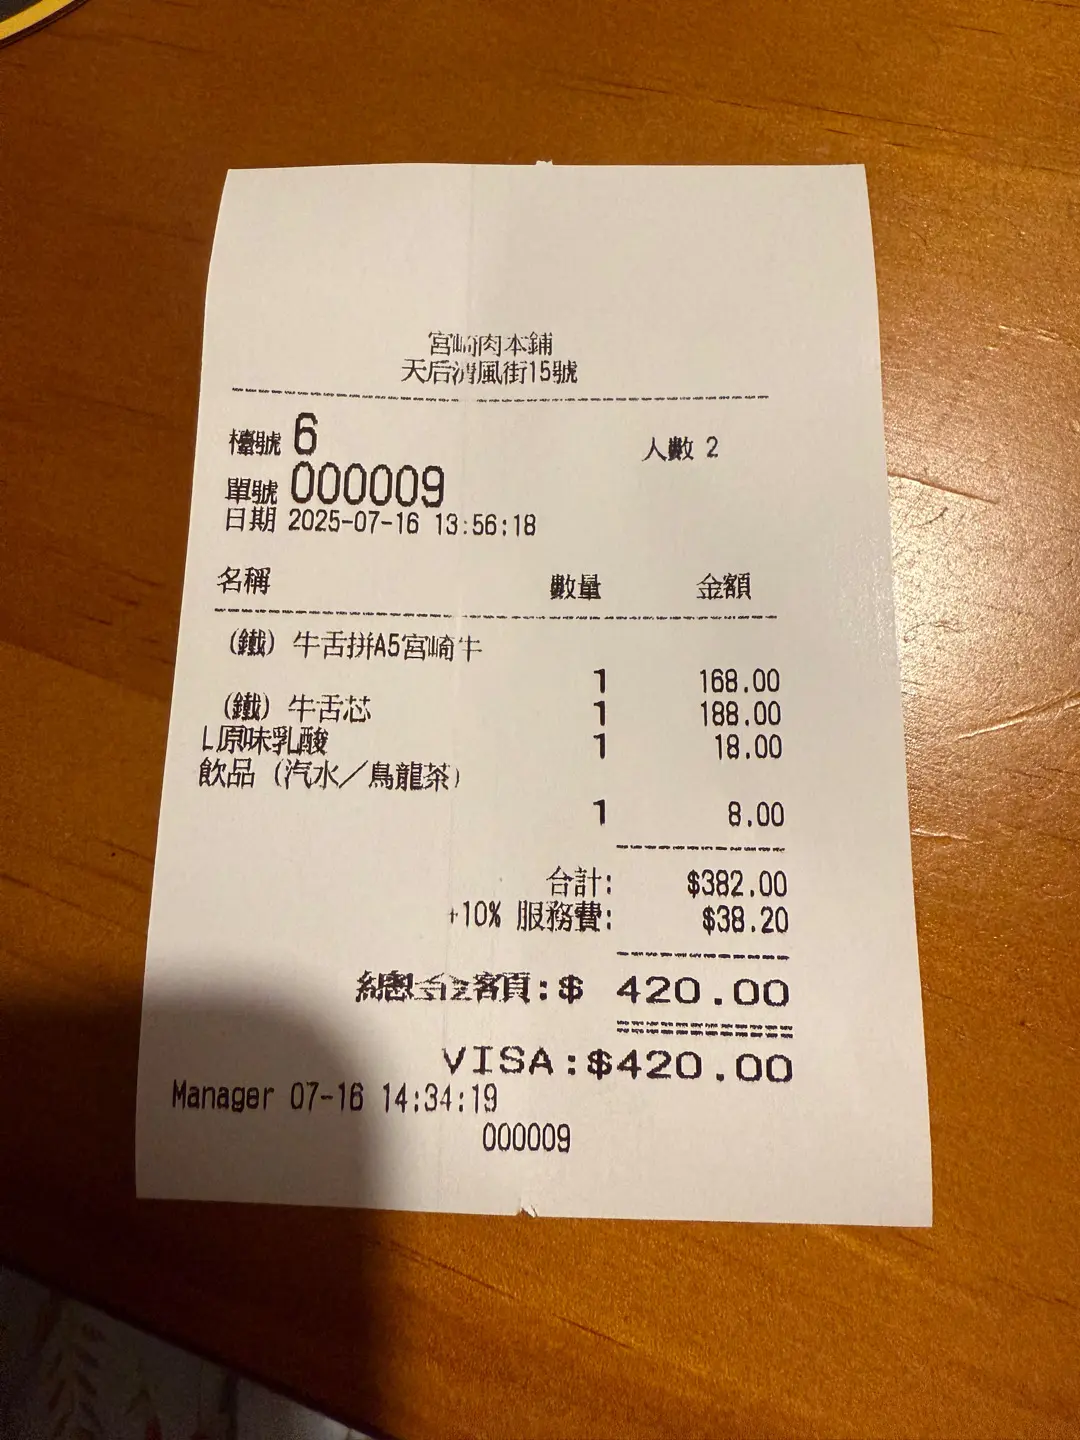 宮崎肉本鋪
天后清風街15號
檯號 6 人數 2
單號 000009
日期 2025-07-16 13:56:18
名稱 數量 金額
(鐵) 牛舌拼A5宮崎牛
1 168.00
(鐵) 牛舌芯 1 188.00
L原味乳酸 1 18.00
飲品 (汽水／烏龍茶)
1 8.00
合計: $382.00
+10% 服務費: $38.20
總金額:$ 420.00
VISA:$420.00
Manager 07-16 14:34:19
000009